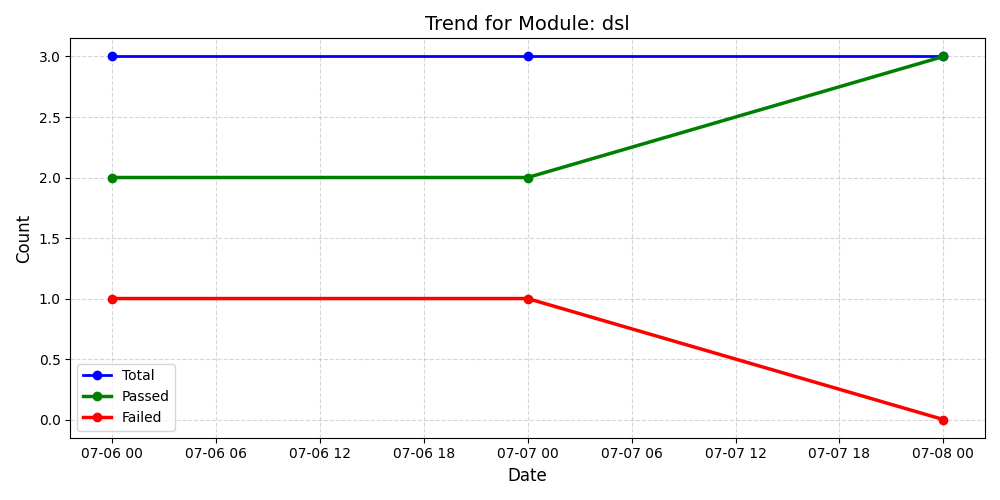 Trend for Module: dsl
Count
3.0
2.5
2.0
1.5
1.0
0.5
0.0
Total
Passed
Failed
07-06 00 07-06 06 07-06 12 07-06 18 07-07 00 07-07 06 07-07 12 07-07 18 07-08 00
Date